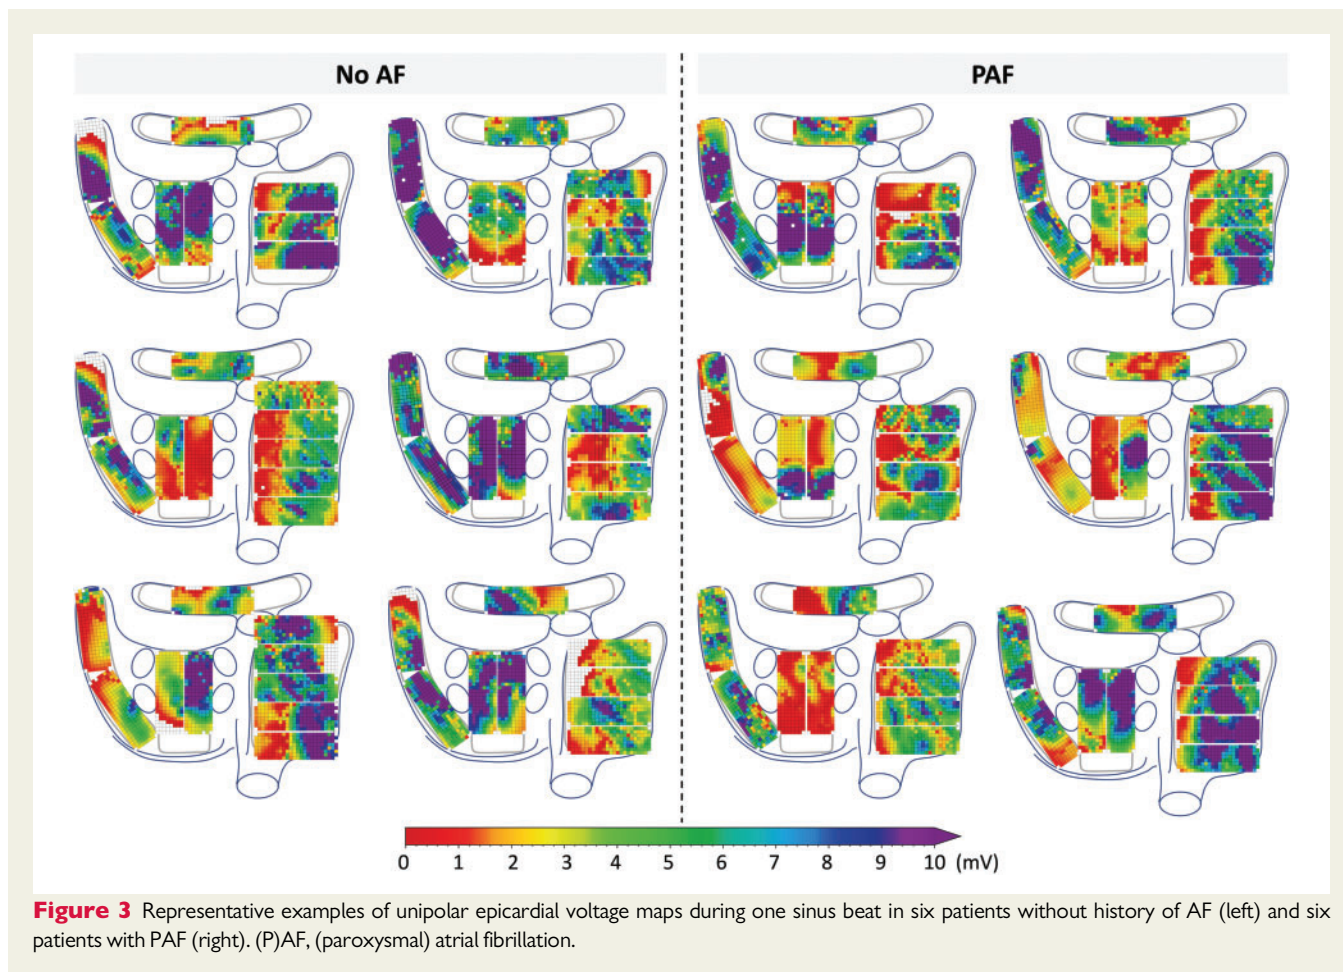 No AF
PAF
0 1 2 3 4 5 6 7 8 9 10 (mV)
Figure 3 Representative examples of unipolar epicardial voltage maps during one sinus beat in six patients without history of AF (left) and six
patients with PAF (right). (P)AF, (paroxysmal) atrial fibrillation.